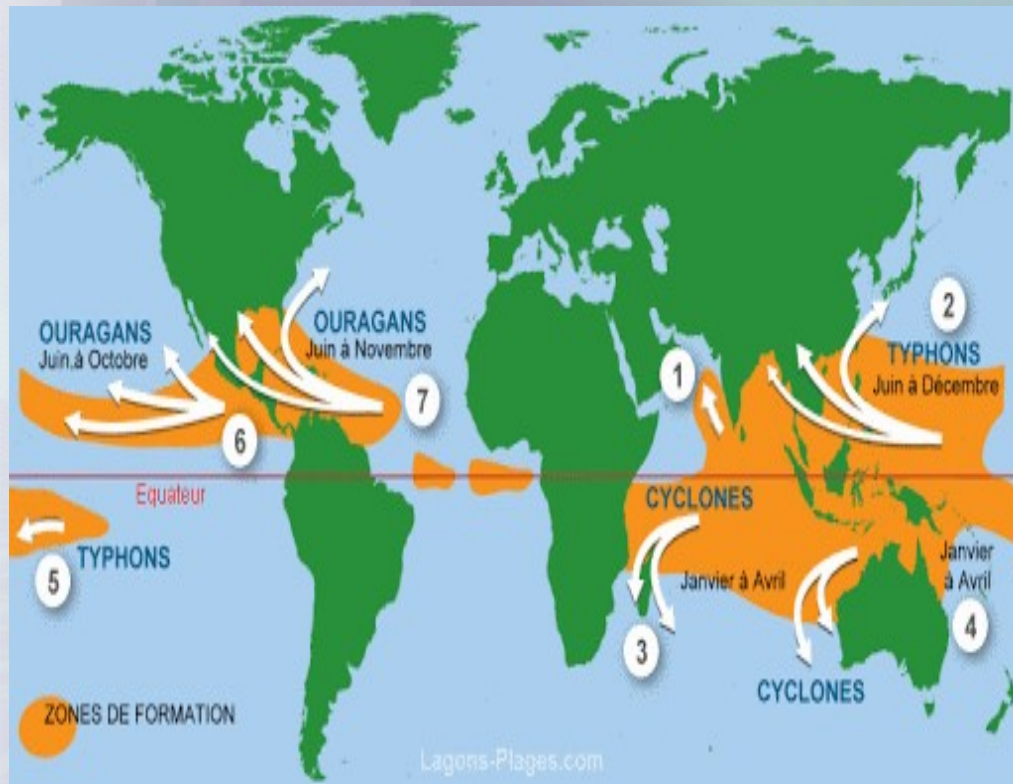 2
OURAGANS
Juin à Novembre
OURAGANS
Juin.à Octobre
TYPHONS
Juin à Décembre
1
7
6
Equateur
CYCLONES
TYPHONS
5
Janvier à Avril
Janvier
à Avril
3
4
CYCLONES
ZONES DE FORMATION
Lagons-Plages.com